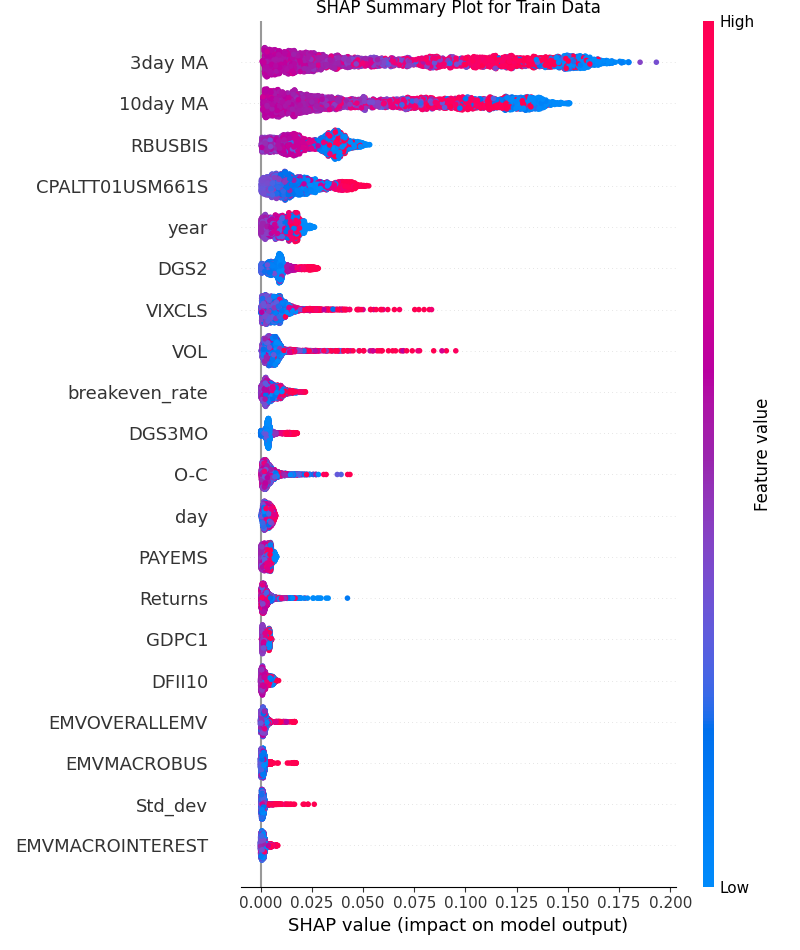 SHAP Summary Plot for Train Data
High
3day MA
10day MA
RBUSBIS
CPALTT01USM661S
year
DGS2
VIXCLS
VOL
breakeven_rate
DGS3MO
O-C
day
PAYEMS
Returns
GDPC1
DFII10
EMVOVERALLEMV
EMVMACROBUS
Std_dev
EMVMACROINTEREST
Feature value
Low
0.000 0.025 0.050 0.075 0.100 0.125 0.150 0.175 0.200
SHAP value (impact on model output)